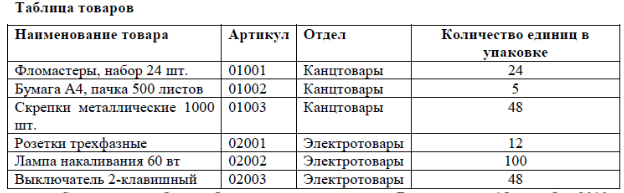 Таблица товаров
Наименование товара Артикул Отдел Количество единиц в упаковке
Фломастеры, набор 24 шт. 01001 Канцтовары 24
Бумага А4, пачка 500 листов 01002 Канцтовары 5
Скрепки металлические 1000 шт. 01003 Канцтовары 48
Розетки трехфазные 02001 Электротовары 12
Лампа накаливания 60 вт 02002 Электротовары 100
Выключатель 2-клавишный 02003 Электротовары 48